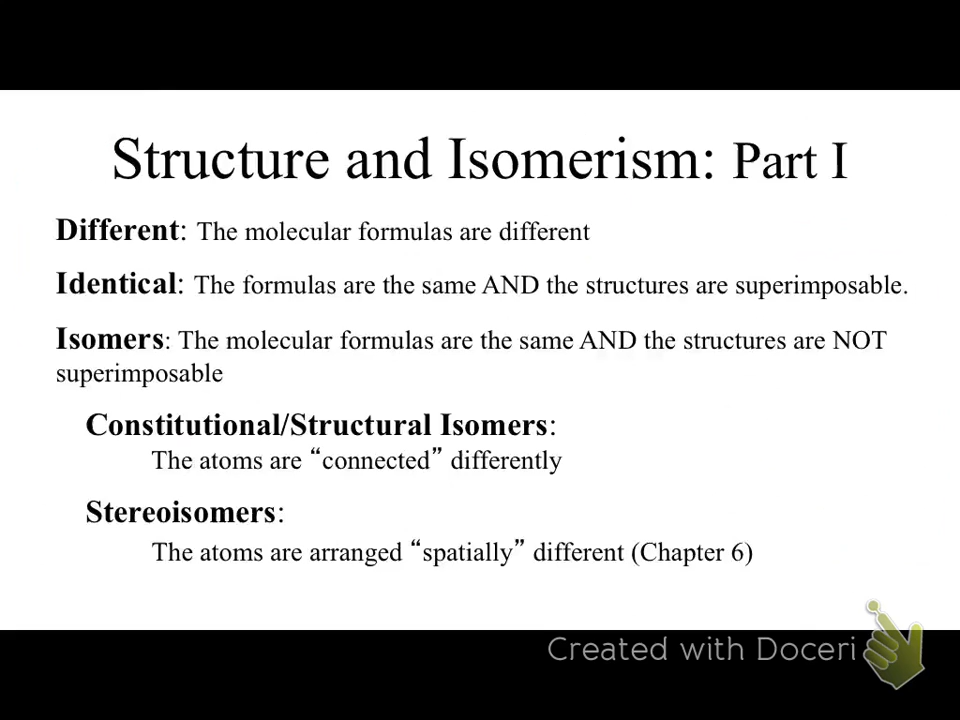 Structure and Isomerism: Part I
Different: The molecular formulas are different
Identical: The formulas are the same AND the structures are superimposable.
Isomers: The molecular formulas are the same AND the structures are NOT
superimposable
Constitutional/Structural Isomers:
The atoms are “connected” differently
Stereoisomers:
The atoms are arranged “spatially” different (Chapter 6)
Created with Doceri